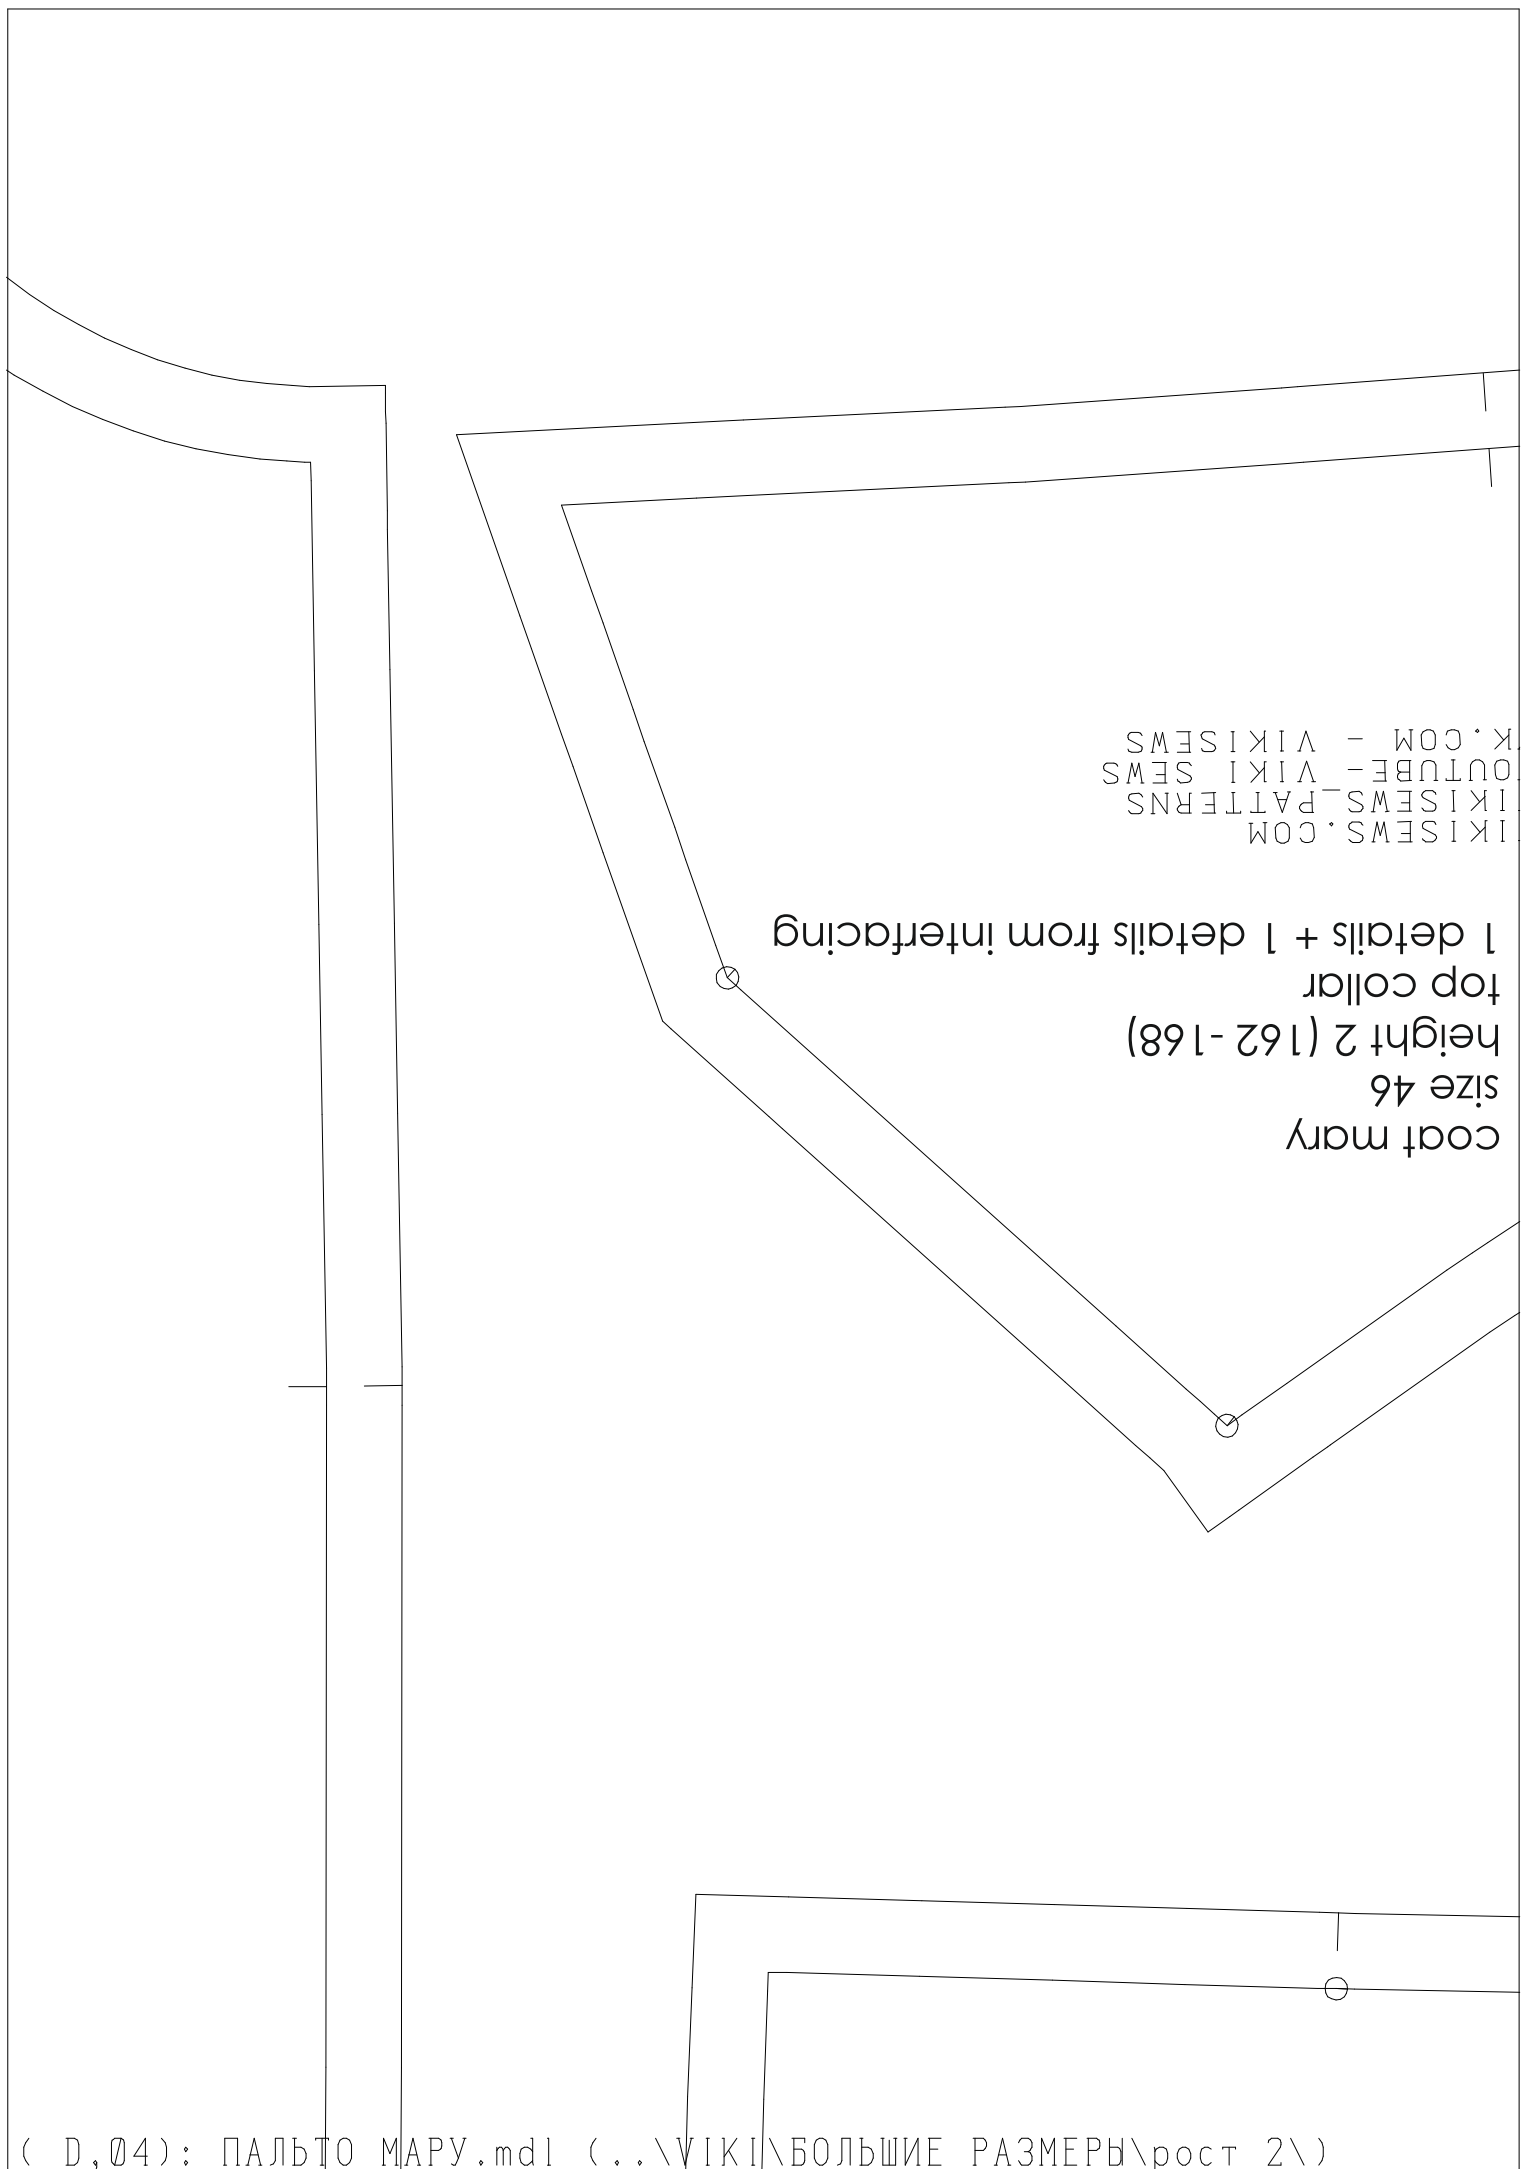 coat mary
size 46
height 2 (162 -168)
top collar
1 details + 1 details from interfacing
IKISEWS.COM
IKISEWS_PATTERNS
OUTUBE- VIKI SEWS
K.COM - VIKISEWS
( D,04): ПАЛЬТО МАРУ.mdl (..\VIKI\БОЛЬШИЕ РАЗМЕРЫ\рост 2\)